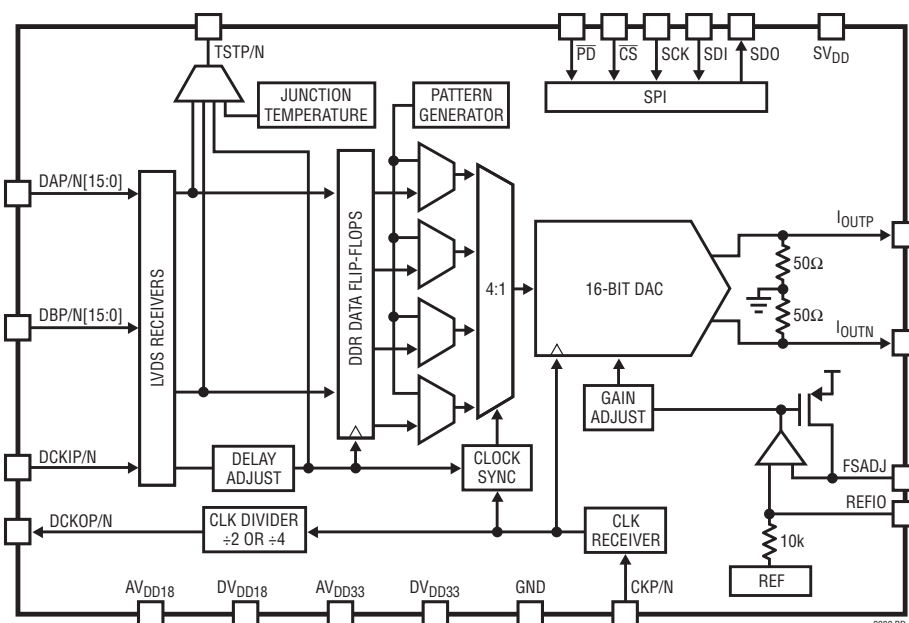 TSTP/N
PD
CS
SCK
SDI
SDO
SVDD
SPI
JUNCTION
TEMPERATURE
PATTERN
GENERATOR
DAP/N[15:0]
DBP/N[15:0]
LVDS RECEIVERS
DDR DATA FLIP-FLOPS
4:1
16-BIT DAC
IOUTP
50Ω
50Ω
IOUTN
GAIN
ADJUST
DCKIP/N
DELAY
ADJUST
CLOCK
SYNC
FSADJ
REFIO
DCKOP/N
CLK DIVIDER
÷2 OR ÷4
CLK
RECEIVER
10k
REF
AVDD18
DVDD18
AVDD33
DVDD33
GND
CKP/N